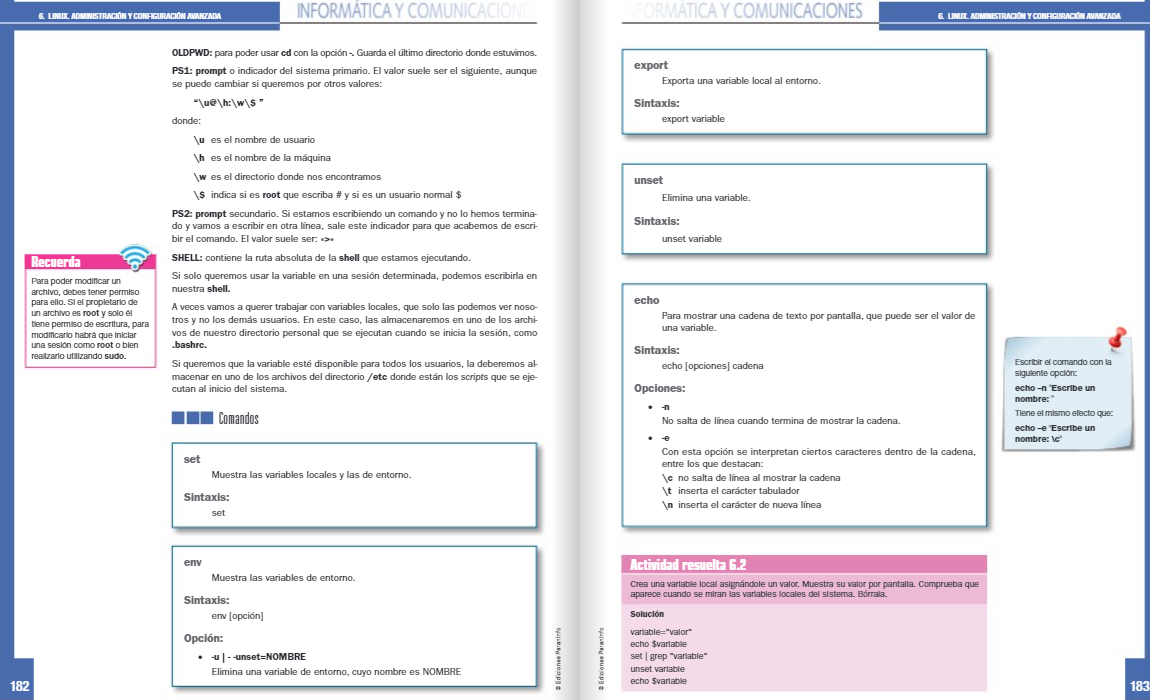 6. LINUX. ADMINISTRACIÓN Y CONFIGURACIÓN AVANZADA
INFORMÁTICA Y COMUNICACIONE
OLDPWD: para poder usar cd con la opción -. Guarda el último directorio donde estuvimos.
PS1: prompt o indicador del sistema primario. El valor suele ser el siguiente, aunque
se puede cambiar si queremos por otros valores:
“\u@\h:\w\$ ”
donde:
\u es el nombre de usuario
\h es el nombre de la máquina
\w es el directorio donde nos encontramos
\$ indica si es root que escriba # y si es un usuario normal $
PS2: prompt secundario. Si estamos escribiendo un comando y no lo hemos termina-
do y vamos a escribir en otra línea, sale este indicador para que acabemos de escri-
bir el comando. El valor suele ser: «>»
SHELL: contiene la ruta absoluta de la shell que estamos ejecutando.
Si solo queremos usar la variable en una sesión determinada, podemos escribirla en
nuestra shell.
A veces vamos a querer trabajar con variables locales, que solo las podemos ver noso-
tros y no los demás usuarios. En este caso, las almacenaremos en uno de los archi-
vos de nuestro directorio personal que se ejecutan cuando se inicia la sesión, como
.bashrc.
Si queremos que la variable esté disponible para todos los usuarios, la deberemos al-
macenar en uno de los archivos del directorio /etc donde están los scripts que se eje-
cutan al inicio del sistema.
Recuerda
Para poder modificar un
archivo, debes tener permiso
para ello. Si el propietario de
un archivo es root y solo él
tiene permiso de escritura, para
modificarlo habrá que iniciar
una sesión como root o bien
realizarlo utilizando sudo.
Comandos
set
Muestra las variables locales y las de entorno.
Sintaxis:
set
env
Muestra las variables de entorno.
Sintaxis:
env [opción]
Opción:
• -u | - -unset=NOMBRE
Elimina una variable de entorno, cuyo nombre es NOMBRE
© Ediciones Paraninfo
182
FORMÁTICA Y COMUNICACIONES
6. LINUX. ADMINISTRACIÓN Y CONFIGURACIÓN AVANZADA
export
Exporta una variable local al entorno.
Sintaxis:
export variable
unset
Elimina una variable.
Sintaxis:
unset variable
echo
Para mostrar una cadena de texto por pantalla, que puede ser el valor de
una variable.
Sintaxis:
echo [opciones] cadena
Opciones:
• -n
No salta de línea cuando termina de mostrar la cadena.
• -e
Con esta opción se interpretan ciertos caracteres dentro de la cadena,
entre los que destacan:
\c no salta de línea al mostrar la cadena
\t inserta el carácter tabulador
\n inserta el carácter de nueva línea
Escribir el comando con la
siguiente opción:
echo –n "Escribe un
nombre: "
Tiene el mismo efecto que:
echo –e "Escribe un
nombre: \c"
Actividad resuelta 6.2
Crea una variable local asignándole un valor. Muestra su valor por pantalla. Comprueba que
aparece cuando se miran las variables locales del sistema. Bórrala.
Solución
variable="valor"
echo $variable
set | grep "variable"
unset variable
echo $variable
© Ediciones Paraninfo
183